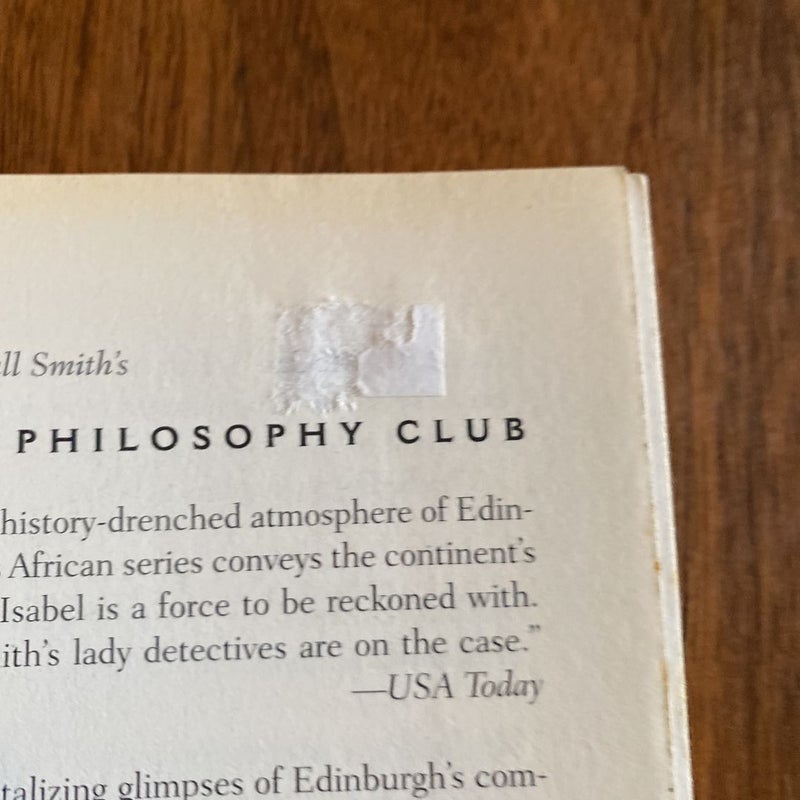 ll Smith's
PHILOSOPHY CLUB
history-drenched atmosphere of Edin-
African series conveys the continent's
Isabel is a force to be reckoned with.
ith's lady detectives are on the case."
—USA Today
talizing glimpses of Edinburgh's com-